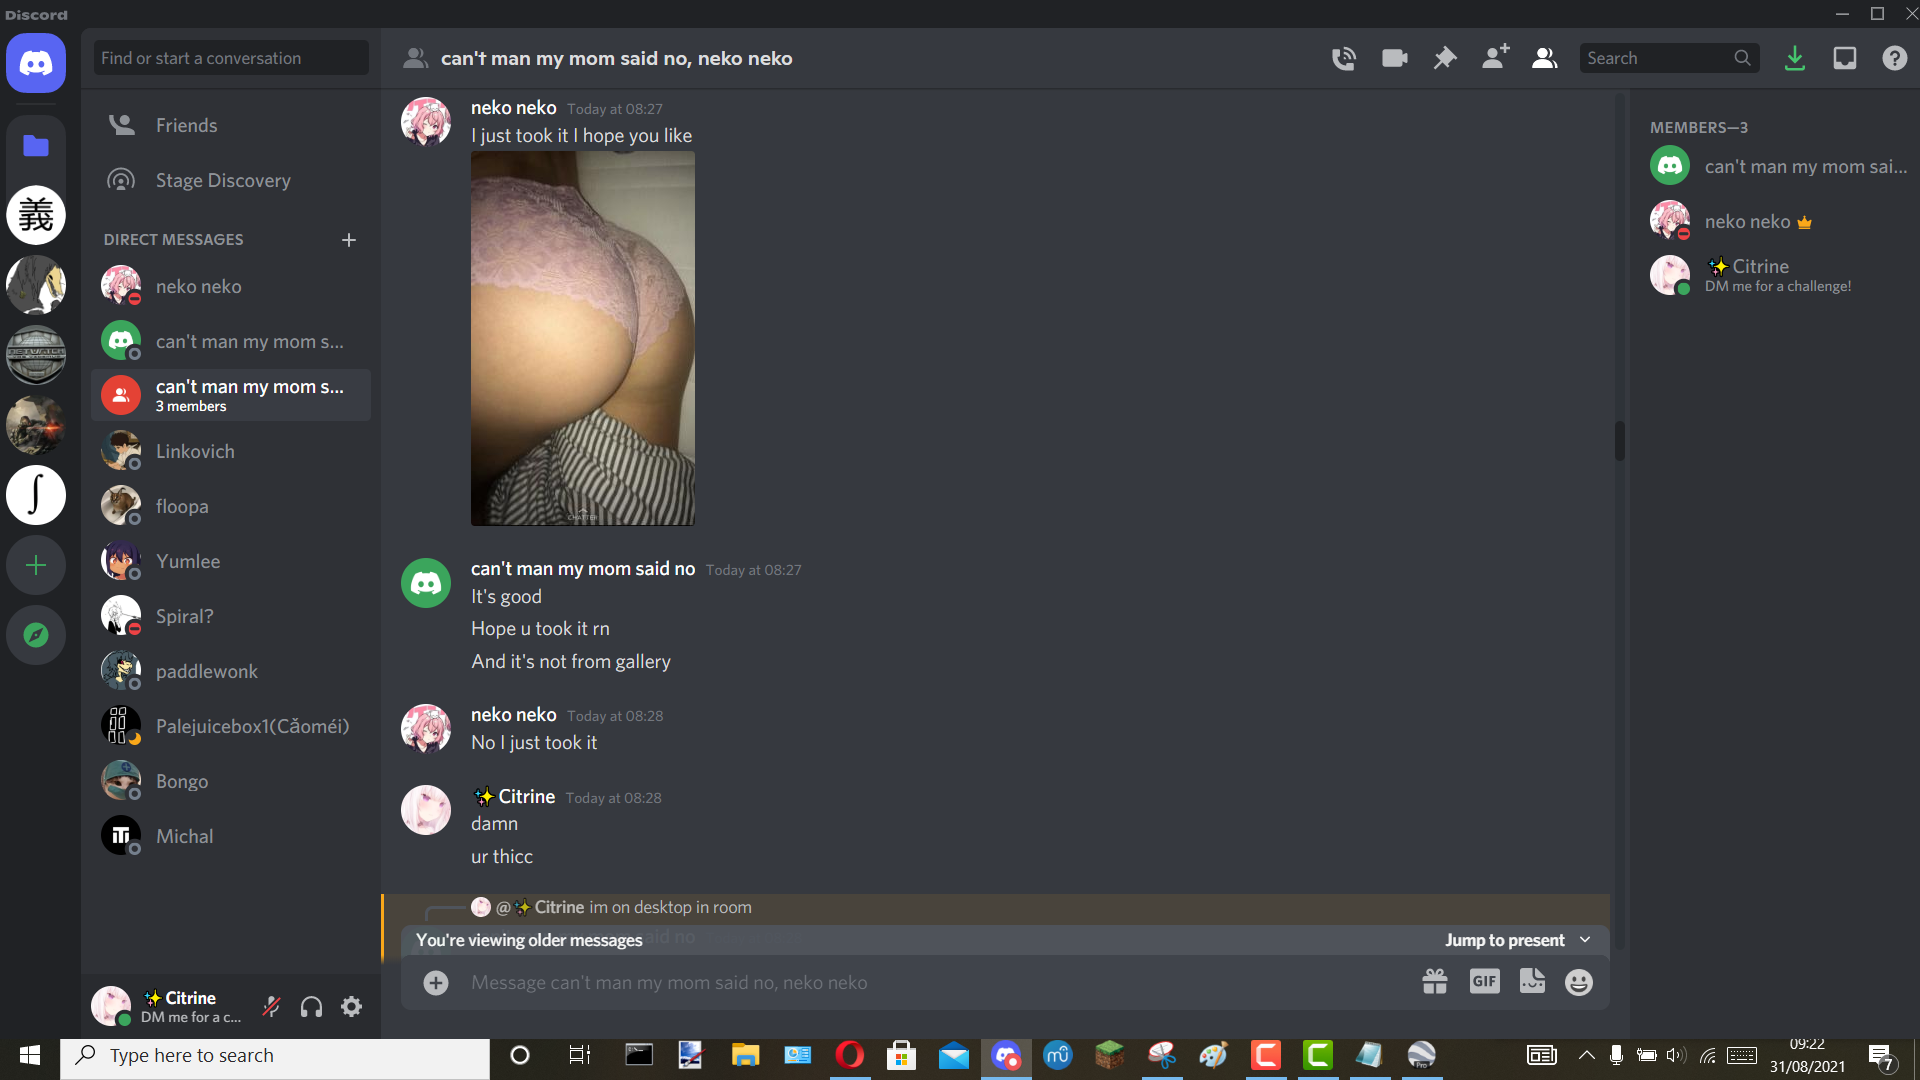 Discord
Find or start a conversation
can't man my mom said no, neko neko
Search
Friends
Stage Discovery
DIRECT MESSAGES
neko neko
can't man my mom s...
can't man my mom s...
3 members
Linkovich
floopa
Yumlee
Spiral?
paddlewonk
Palejuicebox1(Cǎoméi)
Bongo
Michal
義
∫
neko neko Today at 08:27
I just took it I hope you like
CHATTER
can't man my mom said no Today at 08:27
It's good
Hope u took it rn
And it's not from gallery
neko neko Today at 08:28
No I just took it
✨Citrine Today at 08:28
damn
ur thicc
@✨Citrine im on desktop in room
You're viewing older messages
Jump to present
Message can't man my mom said no, neko neko
GIF
MEMBERS—3
can't man my mom sai...
neko neko
✨Citrine
DM me for a challenge!
✨Citrine
DM me for a c...
Type here to search
09:22
31/08/2021
7